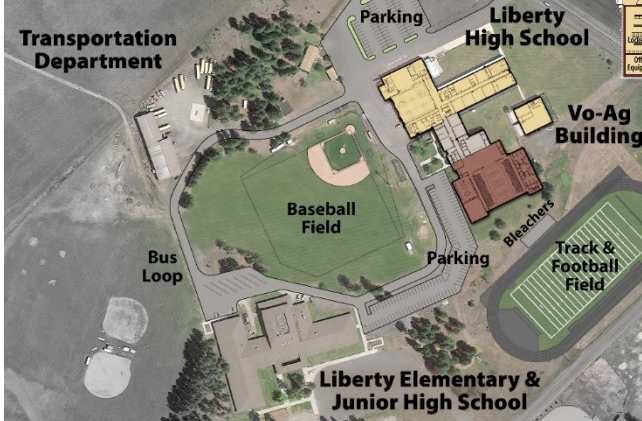 Parking
Liberty
High School
Transportation
Department
Vo-Ag
Building
Baseball
Field
Bleachers
Track &
Football
Field
Bus
Loop
Parking
Liberty Elementary &
Junior High School